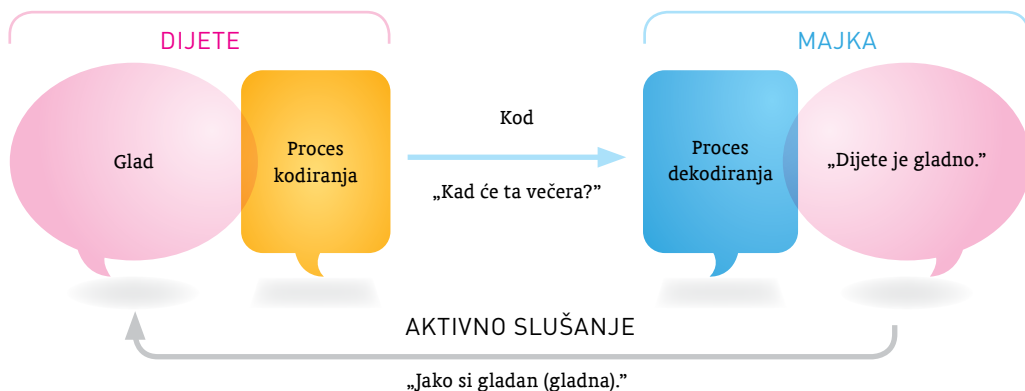 DIJETE
MAJKA
Glad
Proces
kodiranja
Kod
„Kad će ta večera?”
Proces
dekodiranja
„Dijete je gladno.”
AKTIVNO SLUŠANJE
„Jako si gladan (gladna).”